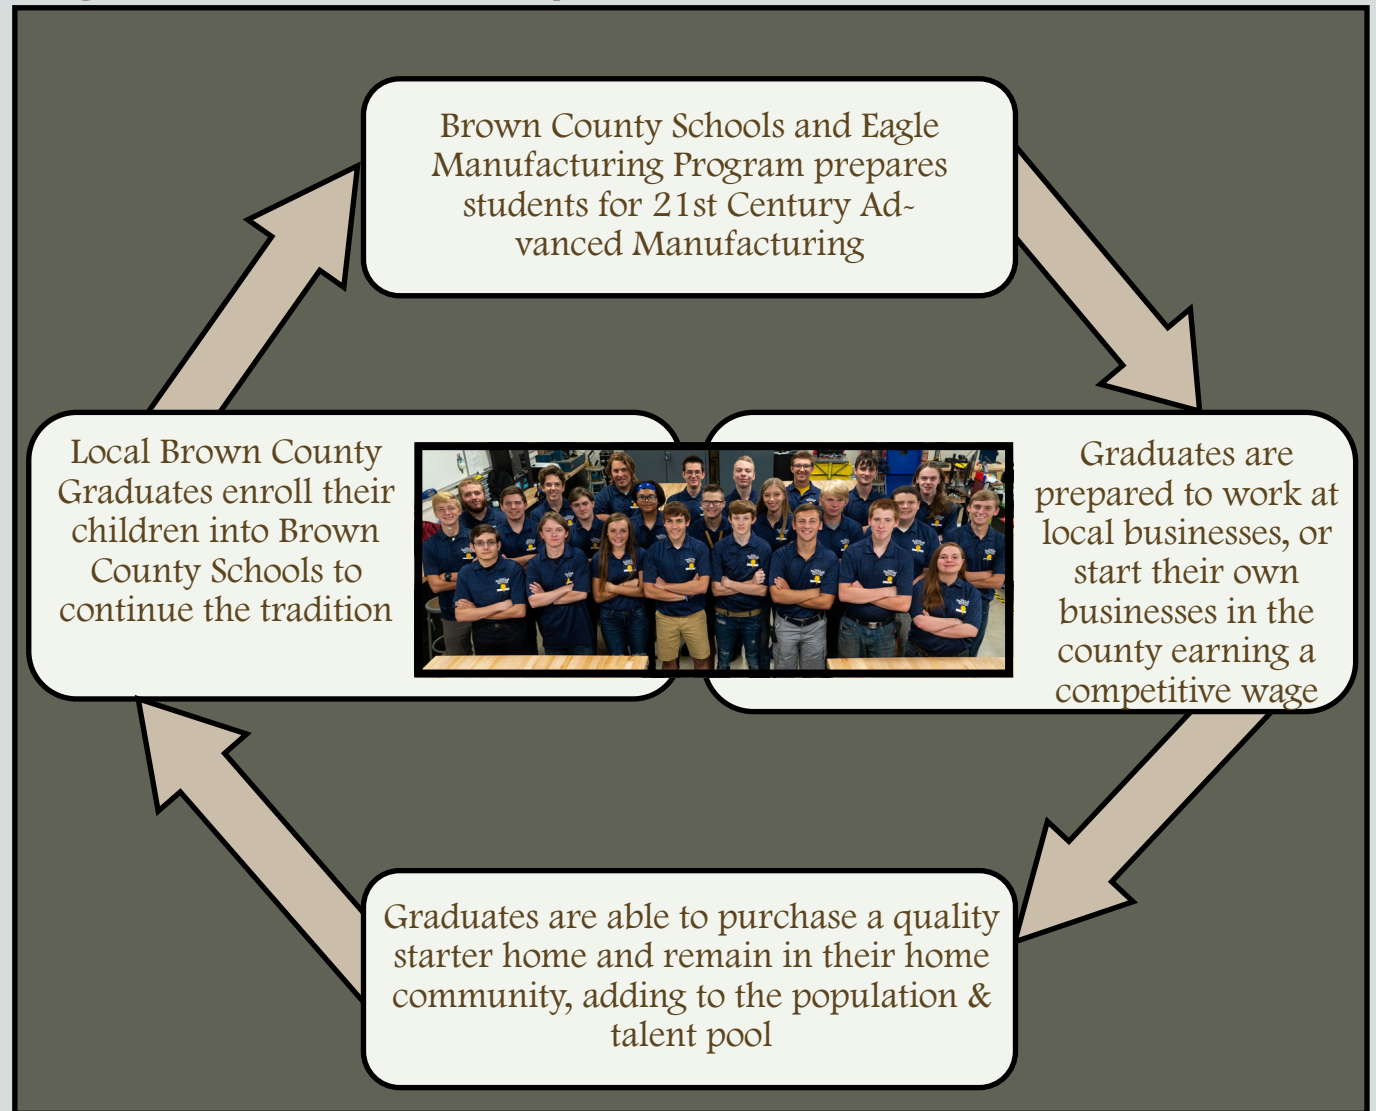 Brown County Schools and Eagle
Manufacturing Program prepares
students for 21st Century Ad-
vanced Manufacturing
Local Brown County
Graduates enroll their
children into Brown
County Schools to
continue the tradition
Graduates are
prepared to work at
local businesses, or
start their own
businesses in the
county earning a
competitive wage
Graduates are able to purchase a quality
starter home and remain in their home
community, adding to the population &
talent pool